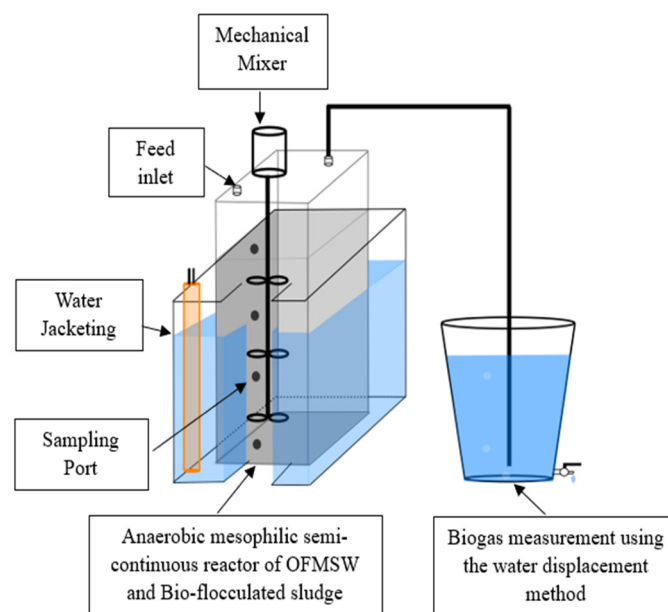 Mechanical
Mixer
Feed
inlet
Water
Jacketing
Sampling
Port
Anaerobic mesophilic semi-
continuous reactor of OFMSW
and Bio-flocculated sludge
Biogas measurement using
the water displacement
method